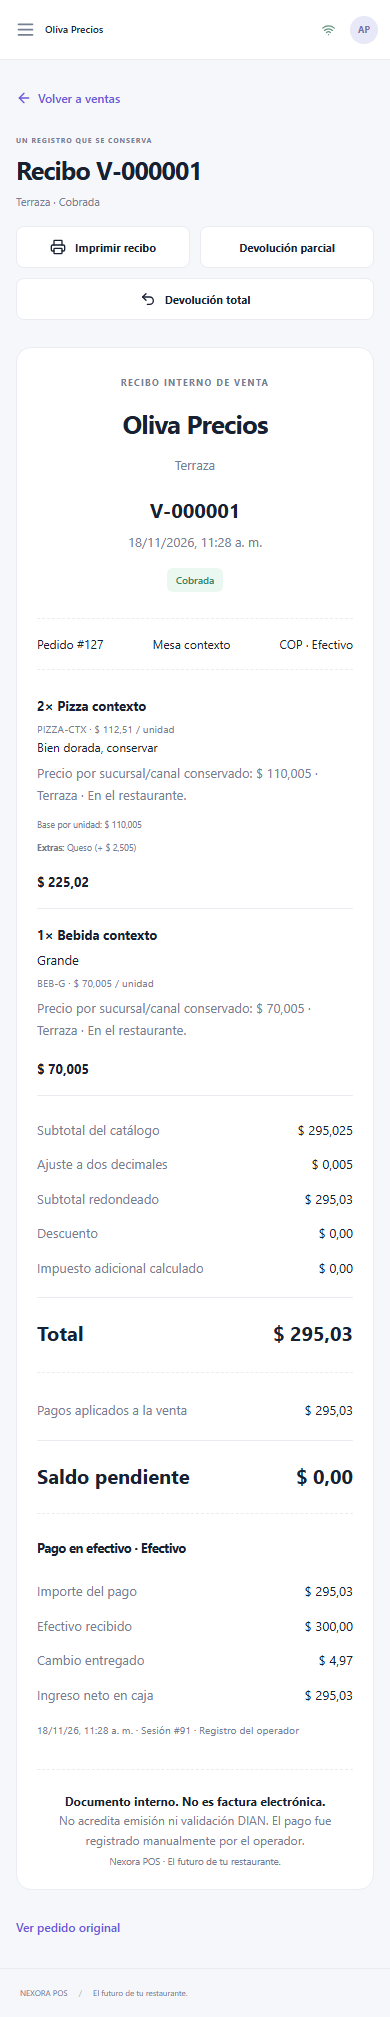 Oliva Precios
AP
Volver a ventas
UN REGISTRO QUE SE CONSERVA
Recibo V-000001
Terraza · Cobrada
Imprimir recibo
Devolución parcial
Devolución total
RECIBO INTERNO DE VENTA
Oliva Precios
Terraza
V-000001
18/11/2026, 11:28 a. m.
Cobrada
Pedido #127 Mesa contexto COP · Efectivo
2× Pizza contexto
PIZZA-CTX · $ 112,51 / unidad
Bien dorada, conservar
Precio por sucursal/canal conservado: $ 110,005 ·
Terraza · En el restaurante.
Base por unidad: $ 110,005
Extras: Queso (+ $ 2,505)
$ 225,02
1× Bebida contexto
Grande
BEB-G · $ 70,005 / unidad
Precio por sucursal/canal conservado: $ 70,005 ·
Terraza · En el restaurante.
$ 70,005
Subtotal del catálogo $ 295,025
Ajuste a dos decimales $ 0,005
Subtotal redondeado $ 295,03
Descuento $ 0,00
Impuesto adicional calculado $ 0,00
Total $ 295,03
Pagos aplicados a la venta $ 295,03
Saldo pendiente $ 0,00
Pago en efectivo · Efectivo
Importe del pago $ 295,03
Efectivo recibido $ 300,00
Cambio entregado $ 4,97
Ingreso neto en caja $ 295,03
18/11/26, 11:28 a. m. · Sesión #91 · Registro del operador
Documento interno. No es factura electrónica.
No acredita emisión ni validación DIAN. El pago fue
registrado manualmente por el operador.
Nexora POS · El futuro de tu restaurante.
Ver pedido original
NEXORA POS / El futuro de tu restaurante.